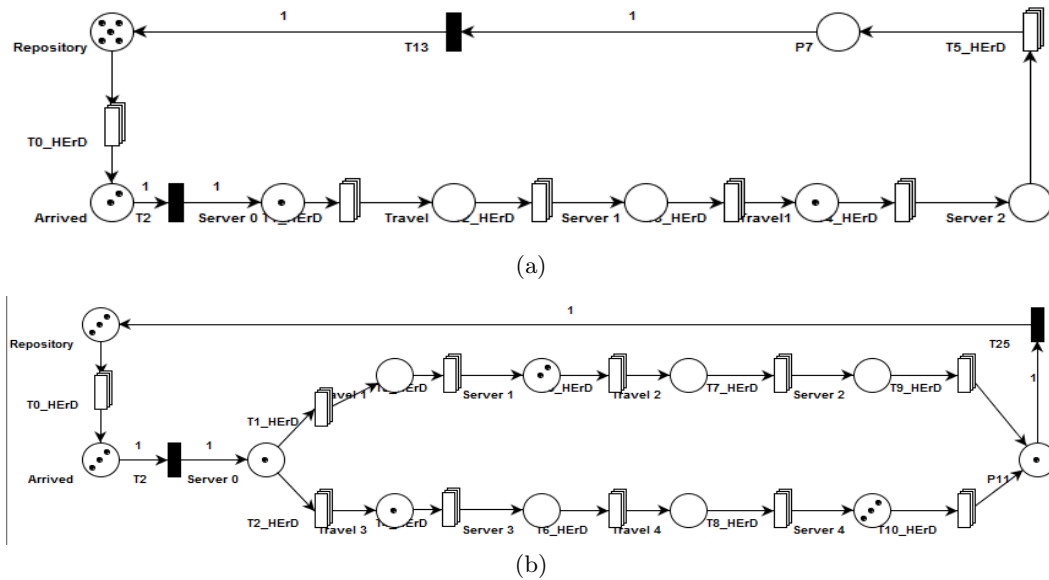 1
1
Repository
T13
P7
T5_HErD
T0_HErD
1
1
Arrived
T2
Server 0
Travel
Server 1
Travel1
Server 2
(a)
1
Repository
T25
T0_HErD
T7_HErD
T9_HErD
Server 1
Travel 2
Server 2
1
T1_HErD
1
1
Arrived
T2
Server 0
P11
T2_HErD
Travel 3
Server 3
T6_HErD
Travel 4
T8_HErD
Server 4
T10_HErD
(b)